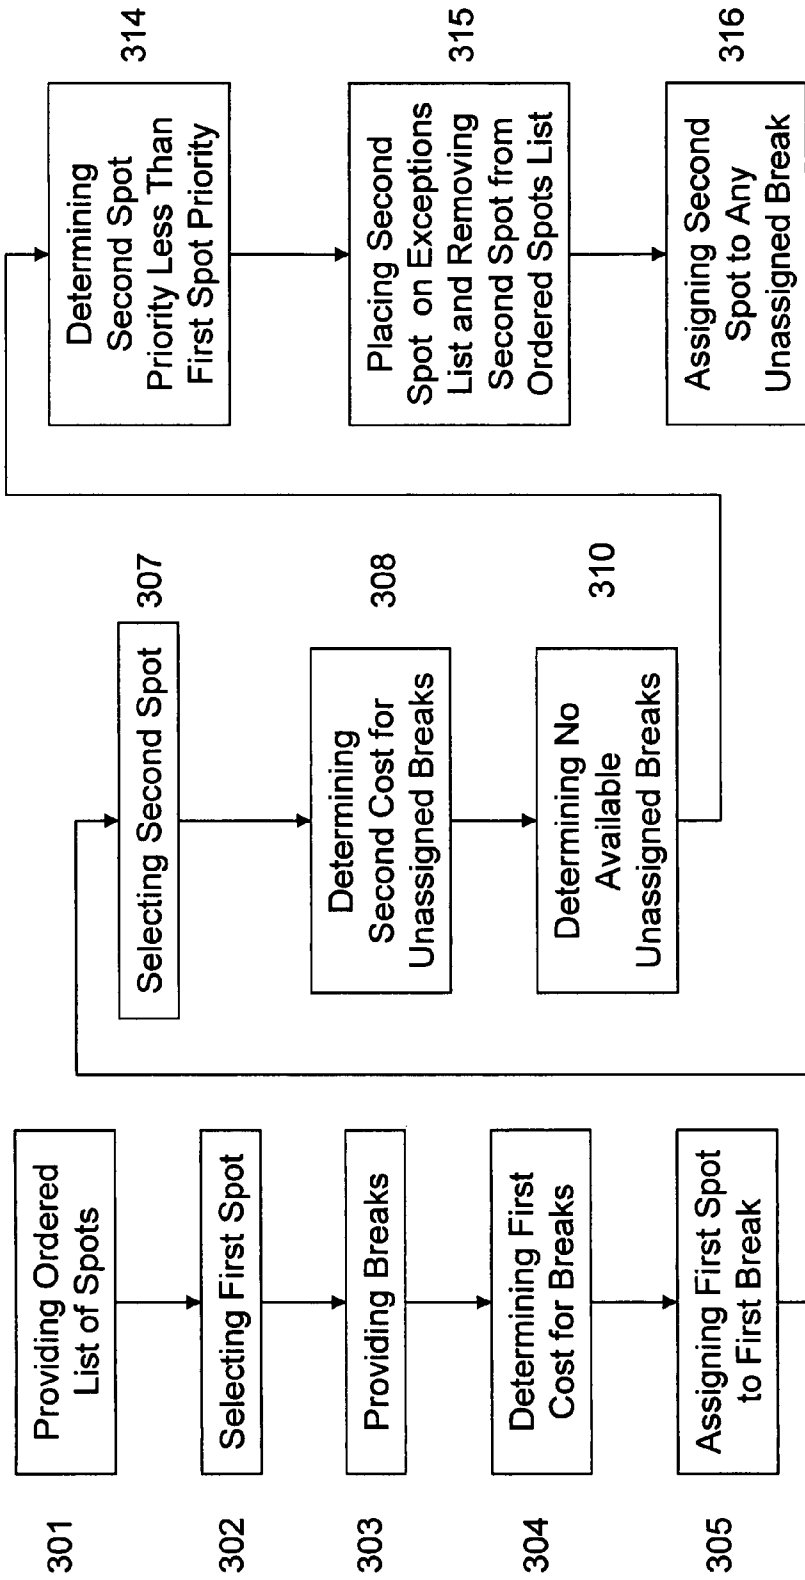 301
Providing Ordered
List of Spots
302
Selecting First Spot
303
Providing Breaks
304
Determining First
Cost for Breaks
305
Assigning First Spot
to First Break
Selecting Second Spot
307
Determining
Second Cost for
Unassigned Breaks
308
Determining No
Available
Unassigned Breaks
310
Determining
Second Spot
Priority Less Than
First Spot Priority
314
Placing Second
Spot on Exceptions
List and Removing
Second Spot from
Ordered Spots List
315
Assigning Second
Spot to Any
Unassigned Break
316